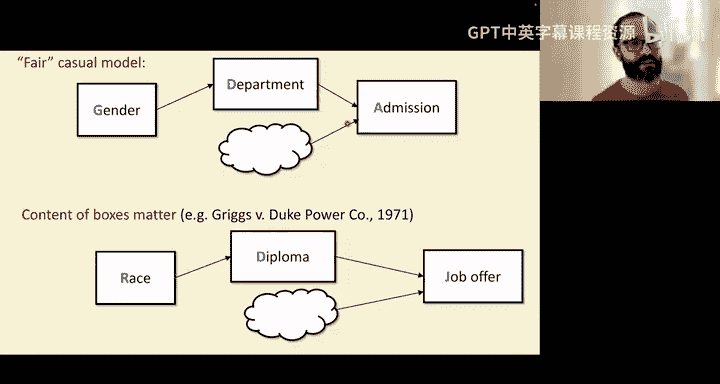 GPT中英字幕课程资源
"Fair" casual model:
Gender
Department
Admission
Content of boxes matter (e.g. Griggs v. Duke Power Co., 1971)
Race
Diploma
Job offer